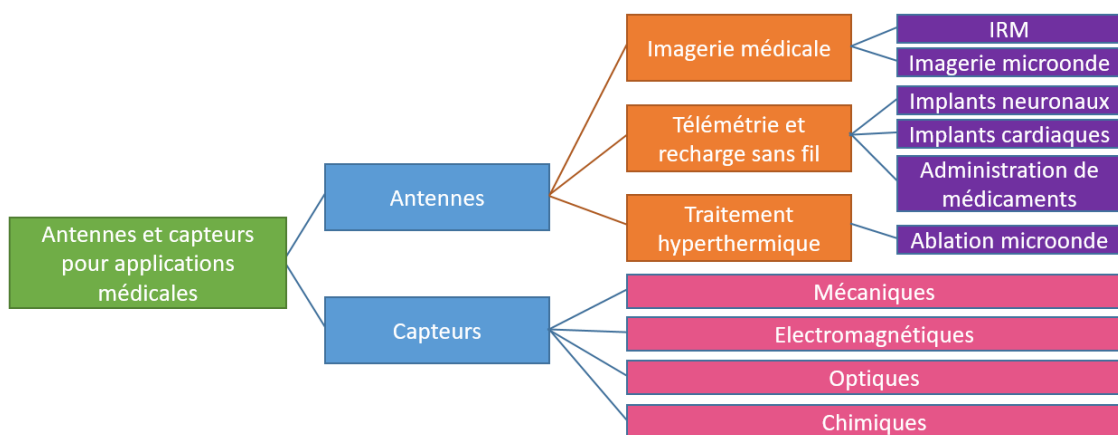 Antennes et capteurs
pour applications
médicales
Antennes
Capteurs
Imagerie médicale
Télémétrie et
recharge sans fil
Traitement
hyperthermique
IRM
Imagerie microonde
Implants neuronaux
Implants cardiaques
Administration de
médicaments
Ablation microonde
Mécaniques
Electromagnétiques
Optiques
Chimiques